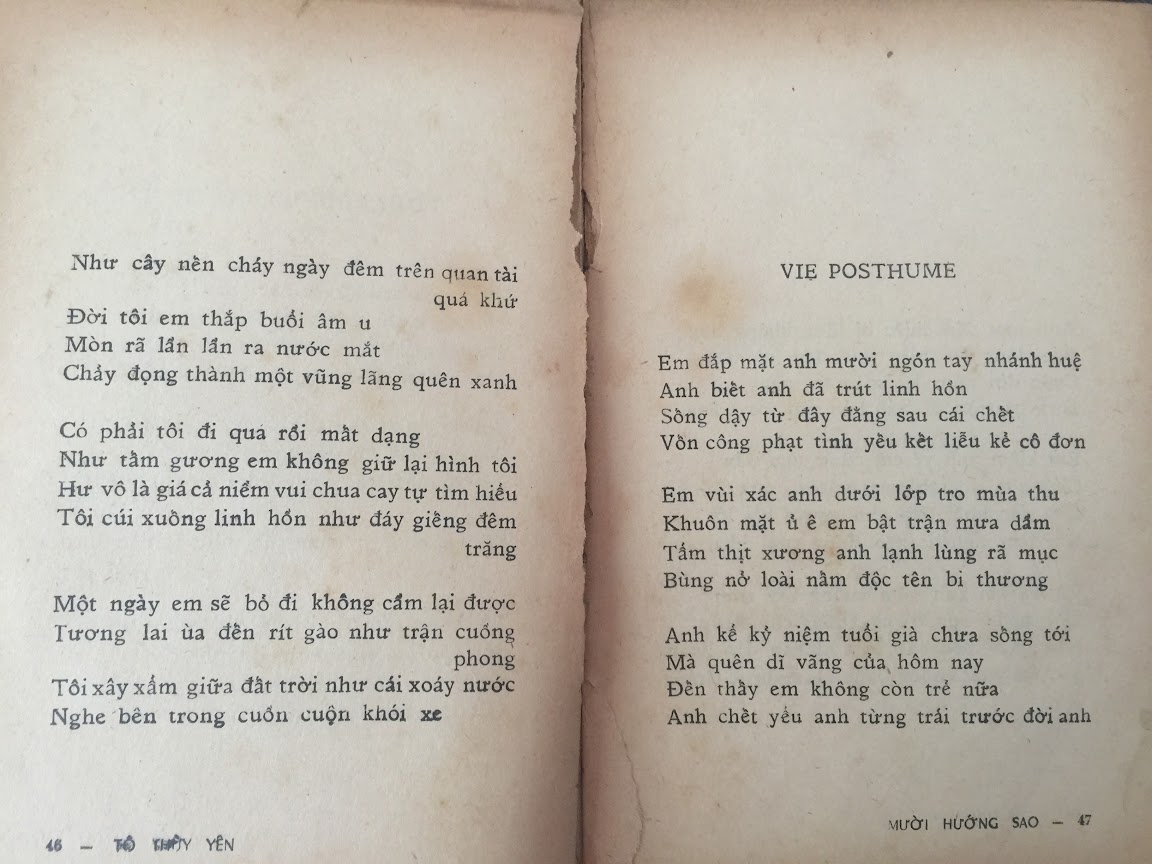 Như cây nến cháy ngày đêm trên quan tài
quá khứ
Đời tôi em thắp buổi âm u
Mòn rã lần lần ra nước mắt
Chảy đọng thành một vũng lãng quên xanh
Có phải tôi đi qua rồi mất dạng
Như tấm gương em không giữ lại hình tôi
Hư vô là giá cả niềm vui chua cay tự tìm hiểu
Tôi cúi xuống linh hồn như đáy giếng đêm
trăng
Một ngày em sẽ bỏ đi không cầm lại được
Tương lai ùa đến rít gào như trận cuồng
phong
Tôi xây xẩm giữa đất trời như cái xoáy nước
Nghe bên trong cuồn cuộn khói xe
46 — TÔ THÙY YÊN
VIE POSTHUME
Em đắp mặt anh mười ngón tay nhánh huệ
Anh biết anh đã trút linh hồn
Sống dậy từ đây đằng sau cái chết
Vốn công phạt tình yêu kết liễu kẻ cô đơn
Em vùi xác anh dưới lớp tro mùa thu
Khuôn mặt ủ ê em bật trận mưa dầm
Tấm thịt xương anh lạnh lùng rã mục
Bùng nở loài nấm độc tên bi thương
Anh kể kỷ niệm tuổi già chưa sống tới
Mà quên dĩ vãng của hôm nay
Đến thấy em không còn trẻ nữa
Anh chết yểu anh từng trải trước đời anh
MƯỜI HƯỚNG SAO — 47